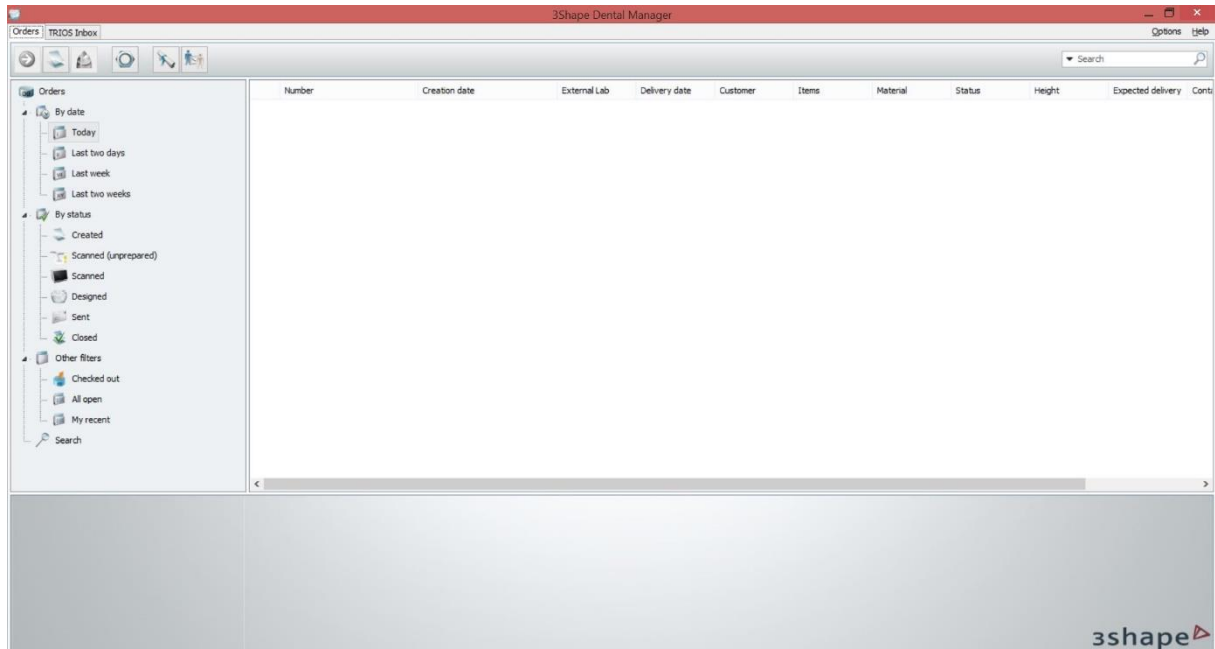 3Shape Dental Manager
Orders TRIOS Inbox Options Help
Search
Orders
By date
Today
Last two days
Last week
Last two weeks
By status
Created
Scanned (unprepared)
Scanned
Designed
Sent
Closed
Other filters
Checked out
All open
My recent
Search
Number Creation date External Lab Delivery date Customer Items Material Status Height Expected delivery Conta
3shape